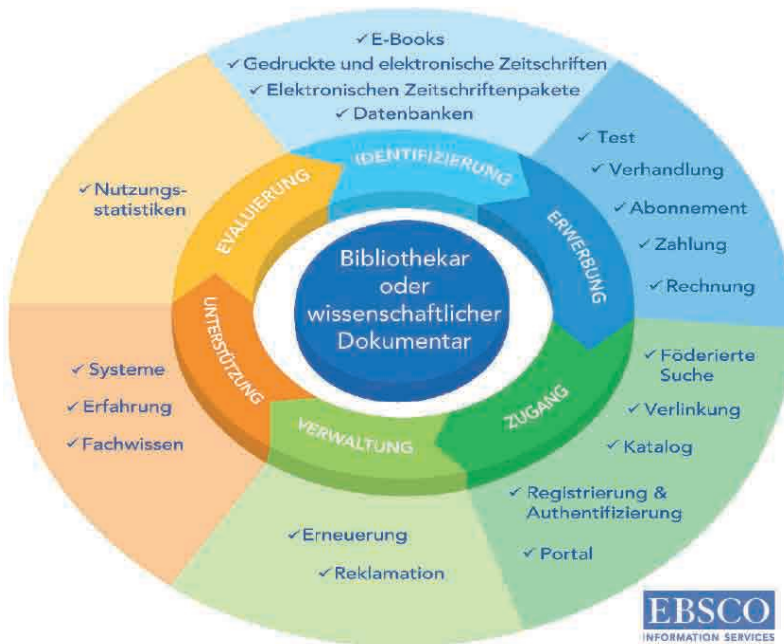 ✓ E-Books
✓ Gedruckte und elektronische Zeitschriften
✓ Elektronischen Zeitschriftenpakete
✓ Datenbanken
IDENTIFIZIERUNG
✓ Test
✓ Verhandlung
✓ Abonnement
✓ Zahlung
✓ Rechnung
ERWERBUNG
✓ Föderierte
Suche
✓ Verlinkung
✓ Katalog
✓ Registrierung &
Authentifizierung
✓ Portal
ZUGANG
✓ Erneuerung
✓ Reklamation
VERWALTUNG
✓ Systeme
✓ Erfahrung
✓ Fachwissen
UNTERSTÜTZUNG
✓ Nutzungs-
statistiken
EVALUIERUNG
Bibliothekar
oder
wissenschaftlicher
Dokumentar
EBSCO
INFORMATION SERVICES